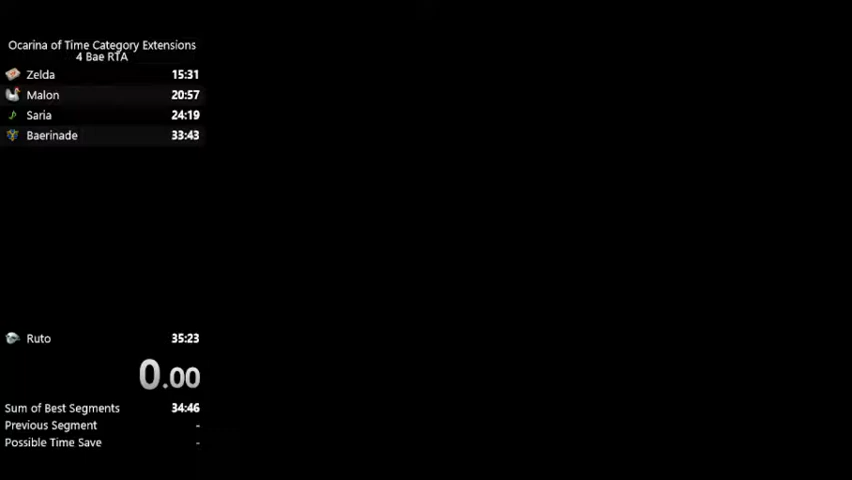 Ocarina of Time Category Extensions
4 Bae RTA
Zelda 15:31
Malon 20:57
Saria 24:19
Baerinade 33:43
Ruto 35:23
0.00
Sum of Best Segments 34:46
Previous Segment -
Possible Time Save -